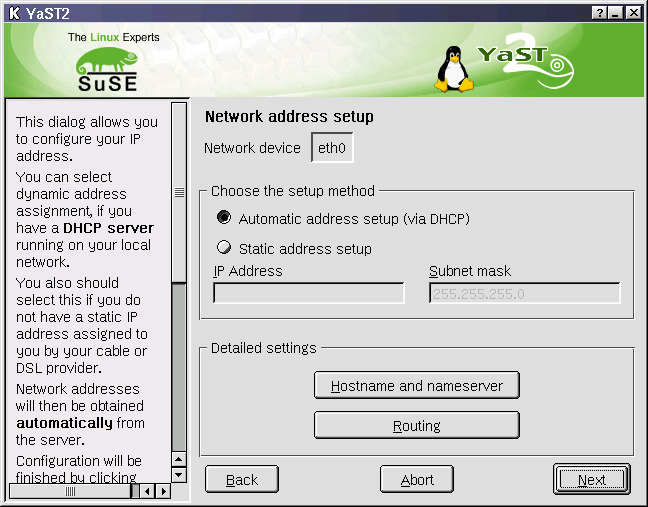 YaST2
The Linux Experts
SuSE
YaST
2
This dialog allows you
to configure your IP
address.
You can select
dynamic address
assignment, if you
have a DHCP server
running on your local
network.
You also should
select this if you do
not have a static IP
address assigned to
you by your cable or
DSL provider.
Network addresses
will then be obtained
automatically from
the server.
Configuration will be
finished by clicking
Network address setup
Network device eth0
Choose the setup method
Automatic address setup (via DHCP)
Static address setup
IP Address Subnet mask
255.255.255.0
Detailed settings
Hostname and nameserver
Routing
Back Abort Next